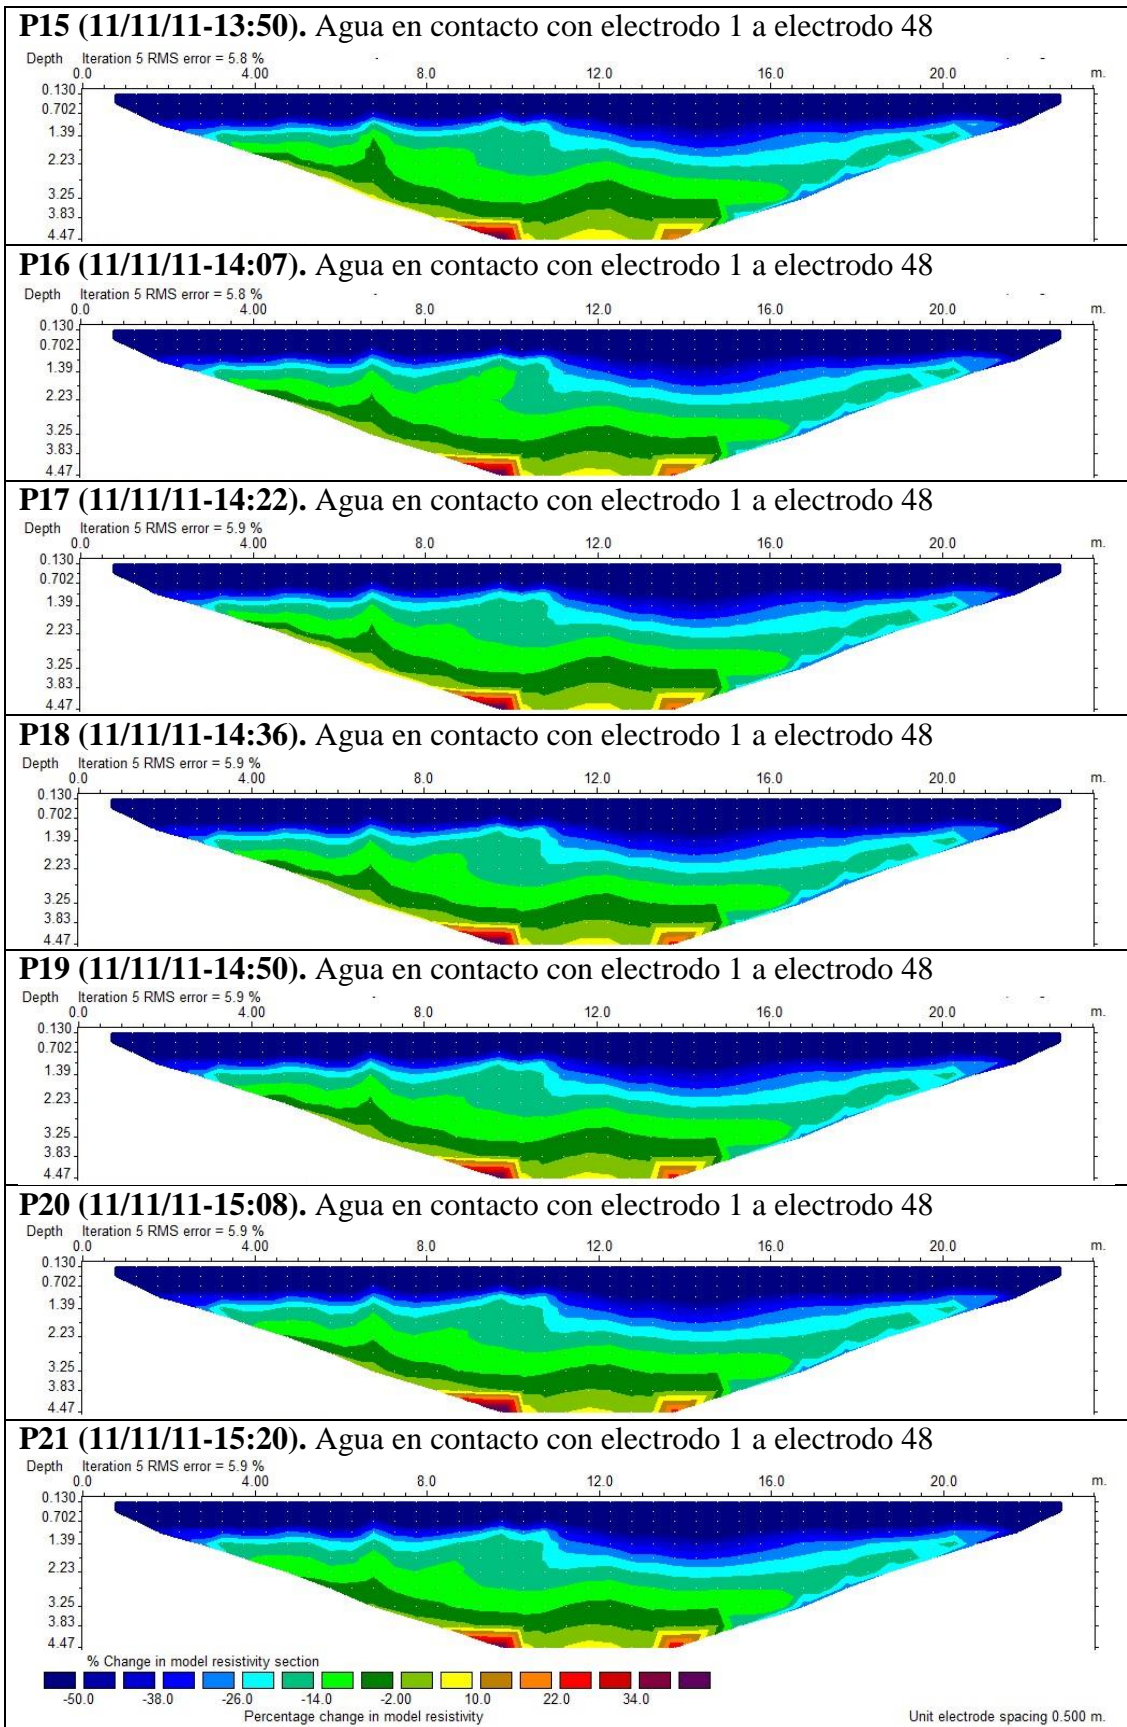 P15 (11/11/11-13:50). Agua en contacto con electrodo 1 a electrodo 48
Depth Iteration 5 RMS error = 5.8 %
0.0 4.00 8.0 12.0 16.0 20.0 m.
0.130
0.702
1.39
2.23
3.25
3.83
4.47
P16 (11/11/11-14:07). Agua en contacto con electrodo 1 a electrodo 48
Depth Iteration 5 RMS error = 5.8 %
0.0 4.00 8.0 12.0 16.0 20.0 m.
0.130
0.702
1.39
2.23
3.25
3.83
4.47
P17 (11/11/11-14:22). Agua en contacto con electrodo 1 a electrodo 48
Depth Iteration 5 RMS error = 5.9 %
0.0 4.00 8.0 12.0 16.0 20.0 m.
0.130
0.702
1.39
2.23
3.25
3.83
4.47
P18 (11/11/11-14:36). Agua en contacto con electrodo 1 a electrodo 48
Depth Iteration 5 RMS error = 5.9 %
0.0 4.00 8.0 12.0 16.0 20.0 m.
0.130
0.702
1.39
2.23
3.25
3.83
4.47
P19 (11/11/11-14:50). Agua en contacto con electrodo 1 a electrodo 48
Depth Iteration 5 RMS error = 5.9 %
0.0 4.00 8.0 12.0 16.0 20.0 m.
0.130
0.702
1.39
2.23
3.25
3.83
4.47
P20 (11/11/11-15:08). Agua en contacto con electrodo 1 a electrodo 48
Depth Iteration 5 RMS error = 5.9 %
0.0 4.00 8.0 12.0 16.0 20.0 m.
0.130
0.702
1.39
2.23
3.25
3.83
4.47
P21 (11/11/11-15:20). Agua en contacto con electrodo 1 a electrodo 48
Depth Iteration 5 RMS error = 5.9 %
0.0 4.00 8.0 12.0 16.0 20.0 m.
0.130
0.702
1.39
2.23
3.25
3.83
4.47
% Change in model resistivity section
-50.0 -38.0 -26.0 -14.0 -2.00 10.0 22.0 34.0
Percentage change in model resistivity Unit electrode spacing 0.500 m.